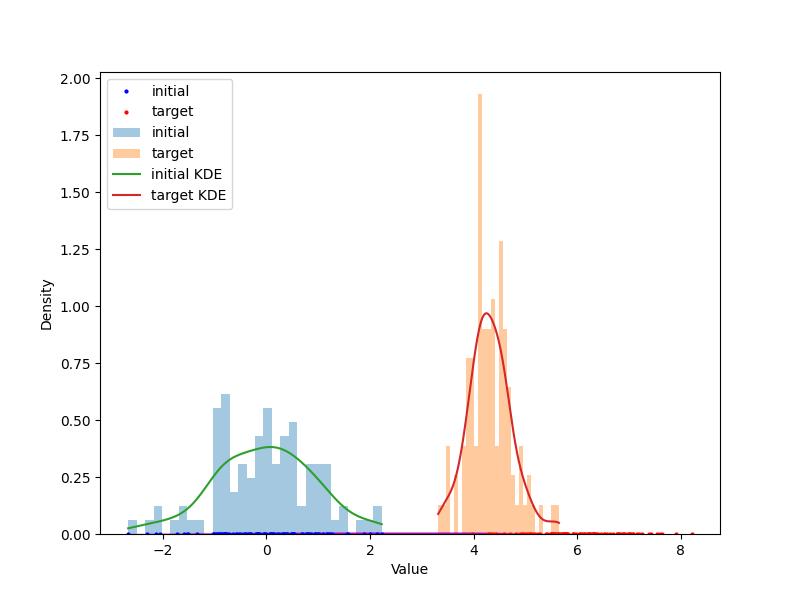 2.00
1.75
1.50
1.25
1.00
0.75
0.50
0.25
0.00
Density
initial
target
initial
target
initial KDE
target KDE
−2
0
2
4
6
8
Value